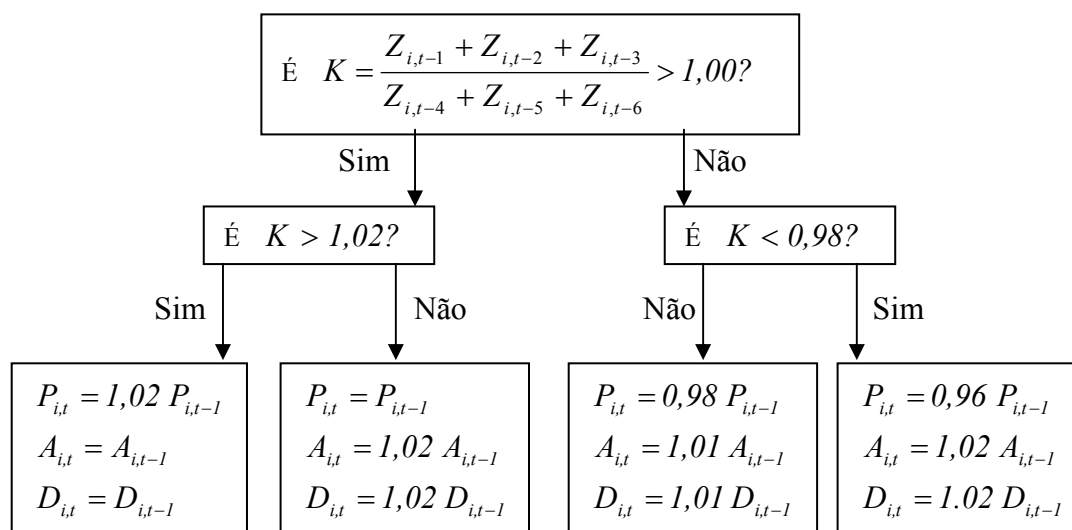 É K = \frac{Z_{i,t-1} + Z_{i,t-2} + Z_{i,t-3}}{Z_{i,t-4} + Z_{i,t-5} + Z_{i,t-6}} > 1,00?
Sim Não
É K > 1,02? É K < 0,98?
Sim Não Não Sim
P_{i,t} = 1,02 P_{i,t-1}
A_{i,t} = A_{i,t-1}
D_{i,t} = D_{i,t-1}
P_{i,t} = P_{i,t-1}
A_{i,t} = 1,02 A_{i,t-1}
D_{i,t} = 1,02 D_{i,t-1}
P_{i,t} = 0,98 P_{i,t-1}
A_{i,t} = 1,01 A_{i,t-1}
D_{i,t} = 1,01 D_{i,t-1}
P_{i,t} = 0,96 P_{i,t-1}
A_{i,t} = 1,02 A_{i,t-1}
D_{i,t} = 1.02 D_{i,t-1}